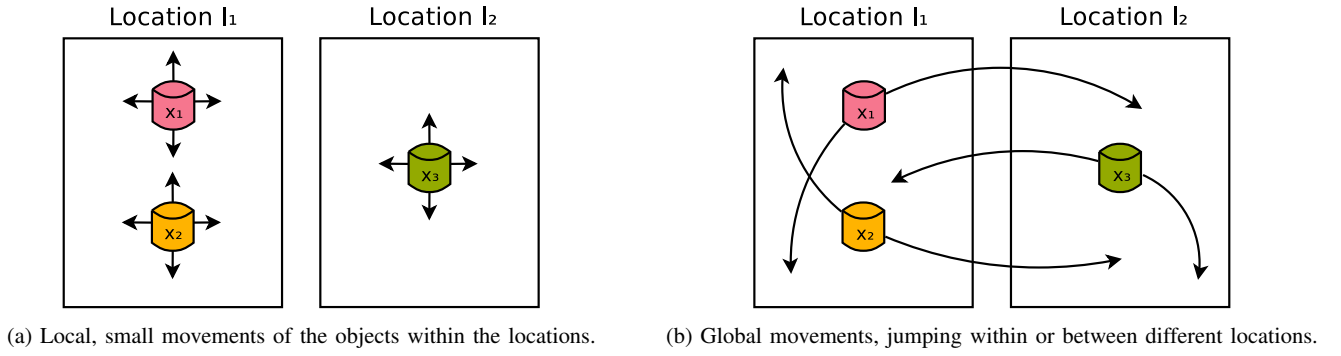 Location l₁
Location l₂
x₁
x₂
x₃
(a) Local, small movements of the objects within the locations.
Location l₁
Location l₂
x₁
x₂
x₃
(b) Global movements, jumping within or between different locations.